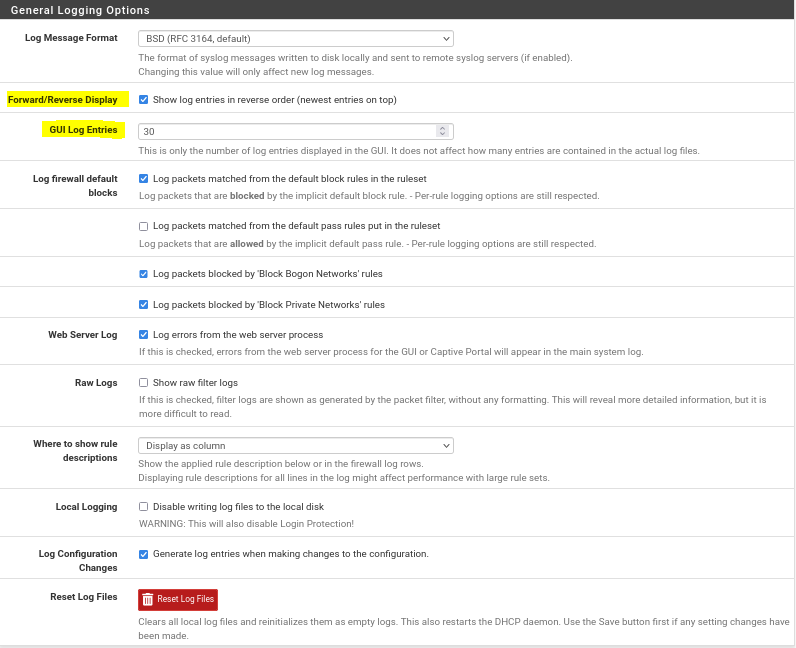 General Logging Options
Log Message Format
BSD (RFC 3164, default)
The format of syslog messages written to disk locally and sent to remote syslog servers (if enabled).
Changing this value will only affect new log messages.
Forward/Reverse Display
Show log entries in reverse order (newest entries on top)
GUI Log Entries
30
This is only the number of log entries displayed in the GUI. It does not affect how many entries are contained in the actual log files.
Log firewall default
blocks
Log packets matched from the default block rules in the ruleset
Log packets that are blocked by the implicit default block rule. - Per-rule logging options are still respected.
Log packets matched from the default pass rules put in the ruleset
Log packets that are allowed by the implicit default pass rule. - Per-rule logging options are still respected.
Log packets blocked by 'Block Bogon Networks' rules
Log packets blocked by 'Block Private Networks' rules
Web Server Log
Log errors from the web server process
If this is checked, errors from the web server process for the GUI or Captive Portal will appear in the main system log.
Raw Logs
Show raw filter logs
If this is checked, filter logs are shown as generated by the packet filter, without any formatting. This will reveal more detailed information, but it is
more difficult to read.
Where to show rule
descriptions
Display as column
Show the applied rule description below or in the firewall log rows.
Displaying rule descriptions for all lines in the log might affect performance with large rule sets.
Local Logging
Disable writing log files to the local disk
WARNING: This will also disable Login Protection!
Log Configuration
Changes
Generate log entries when making changes to the configuration.
Reset Log Files
Reset Log Files
Clears all local log files and reinitializes them as empty logs. This also restarts the DHCP daemon. Use the Save button first if any setting changes have
been made.